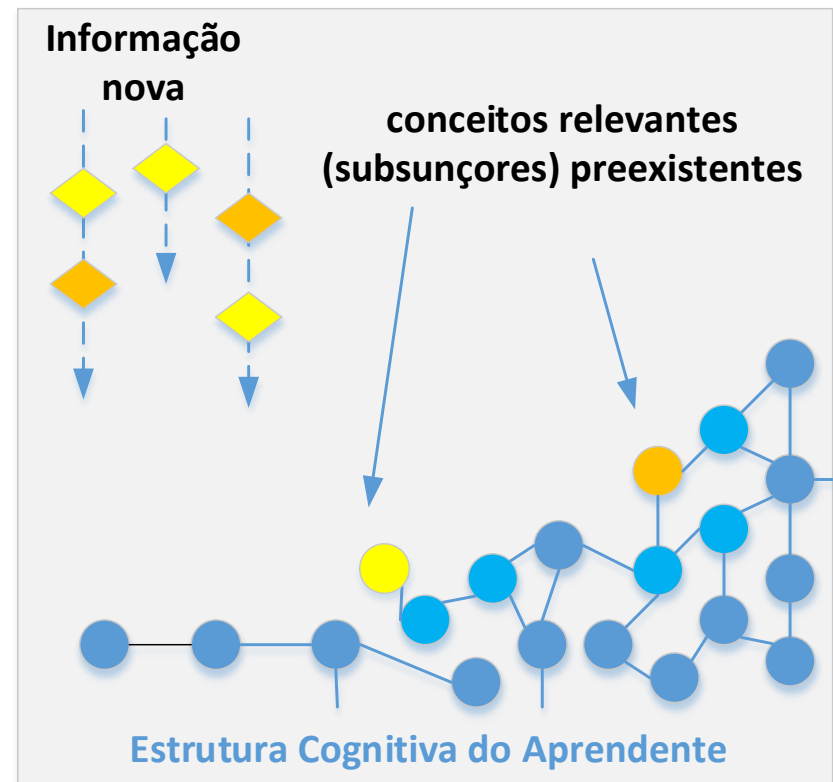 Informação
nova
conceitos relevantes
(subsunçores) preexistentes
Estrutura Cognitiva do Aprendente